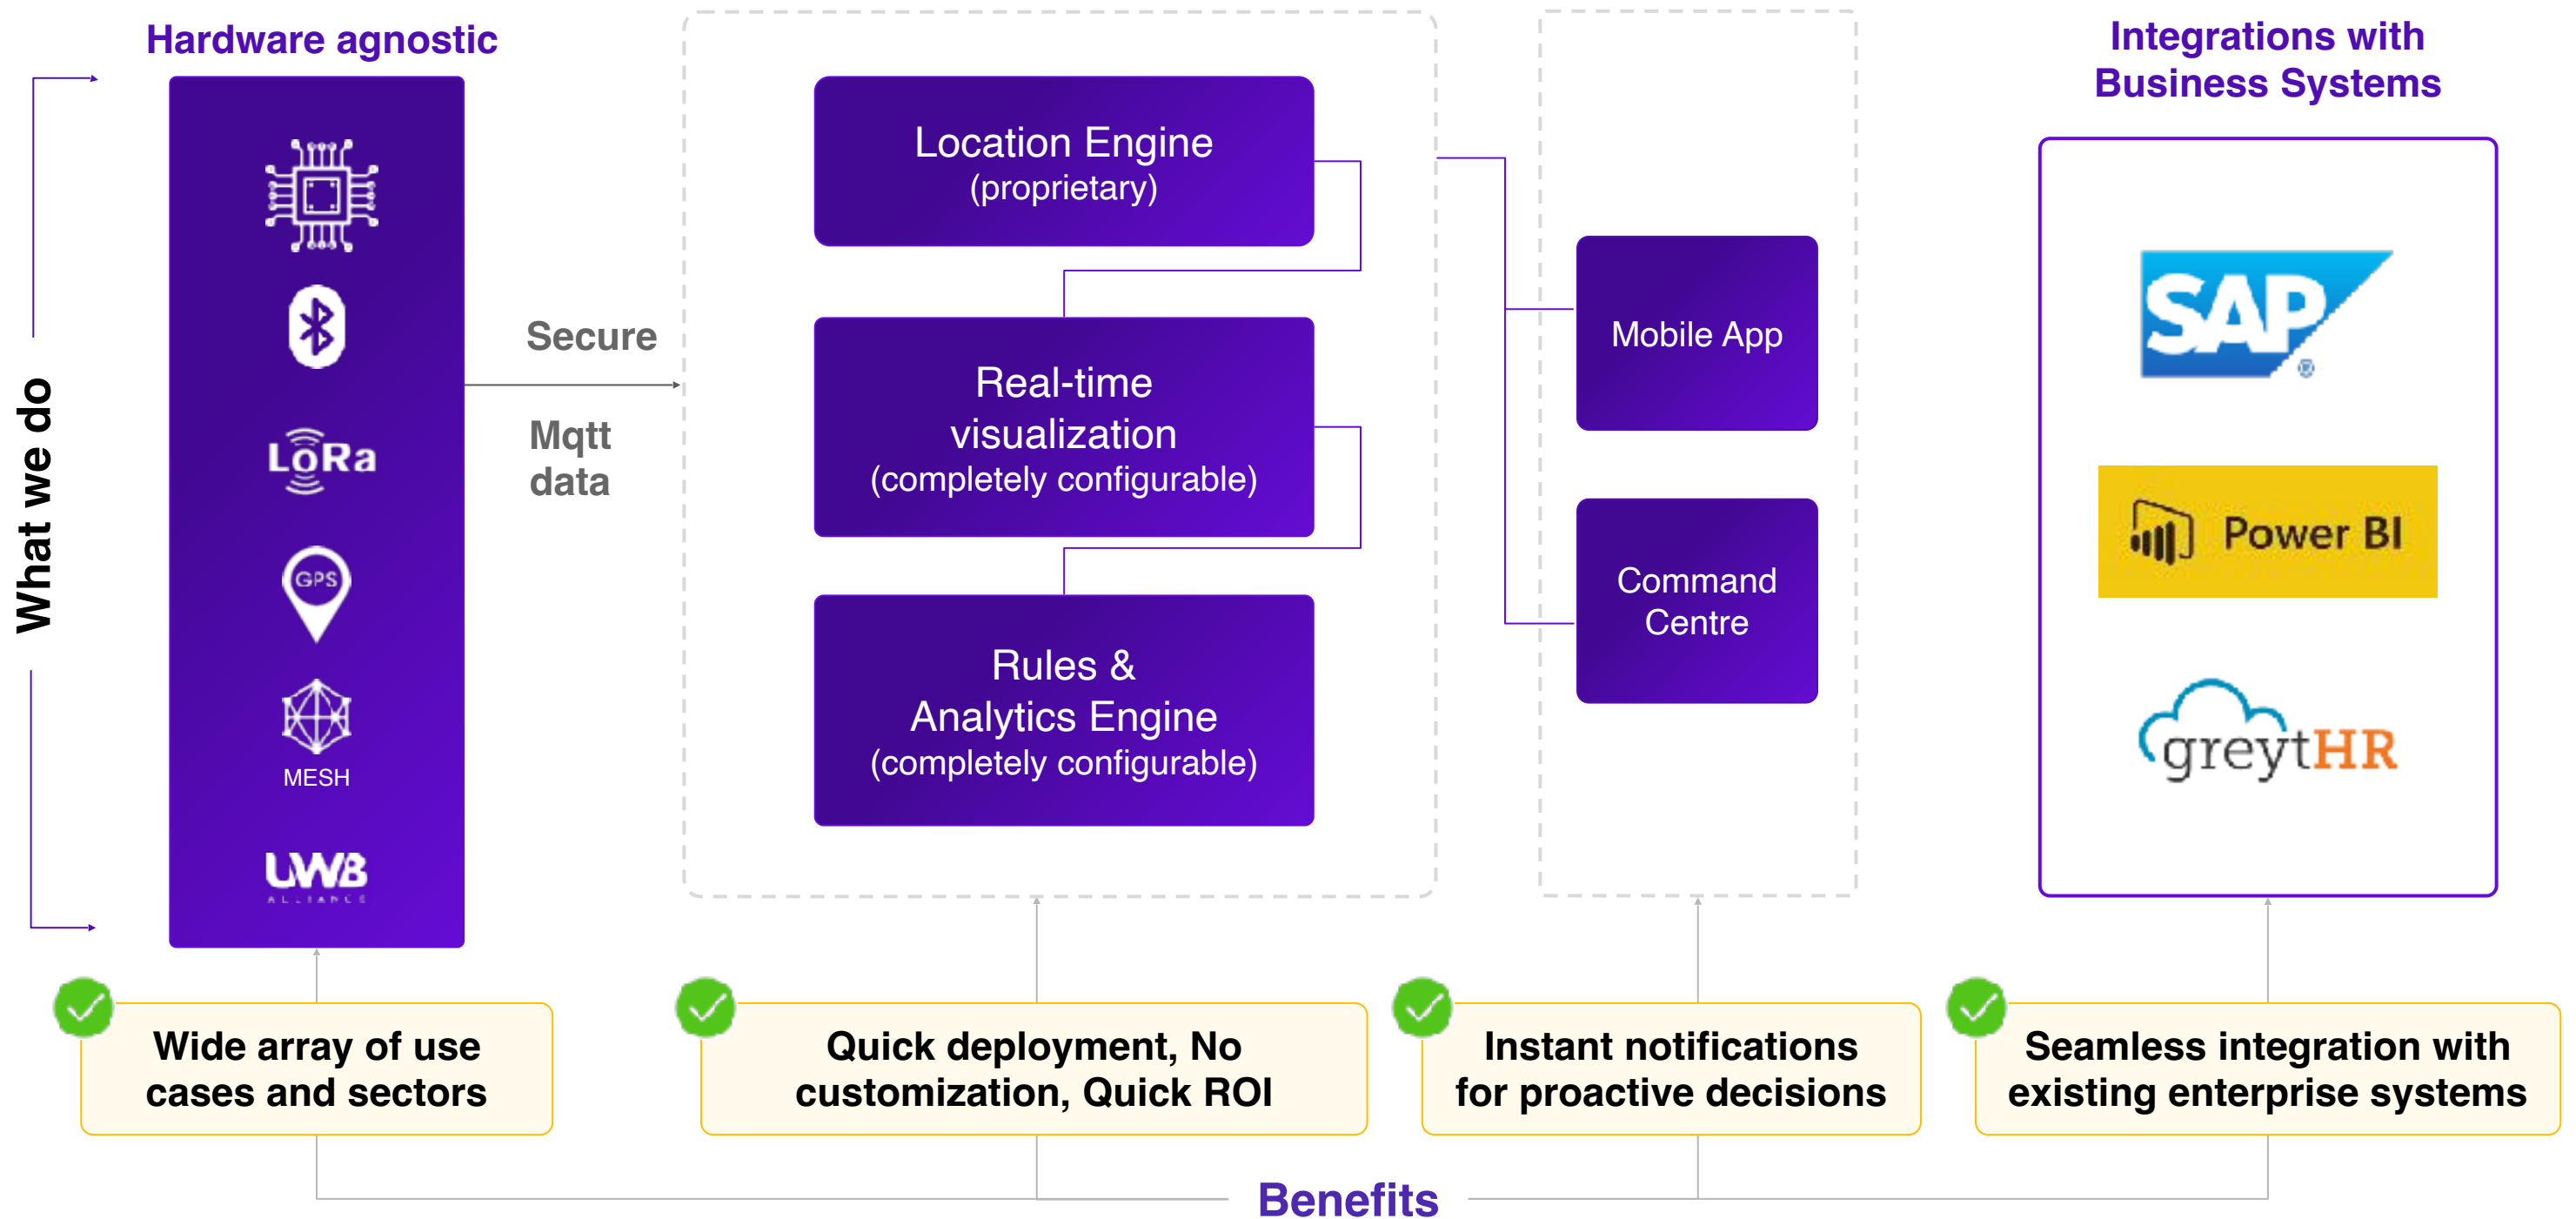 What we do
Hardware agnostic
LoRa
GPS
MESH
UWB
ALLIANCE
Secure
Mqtt
data
Location Engine
(proprietary)
Real-time
visualization
(completely configurable)
Rules &
Analytics Engine
(completely configurable)
Mobile App
Command
Centre
Integrations with
Business Systems
SAP
®
Power BI
greytHR
Wide array of use
cases and sectors
Quick deployment, No
customization, Quick ROI
Instant notifications
for proactive decisions
Seamless integration with
existing enterprise systems
Benefits